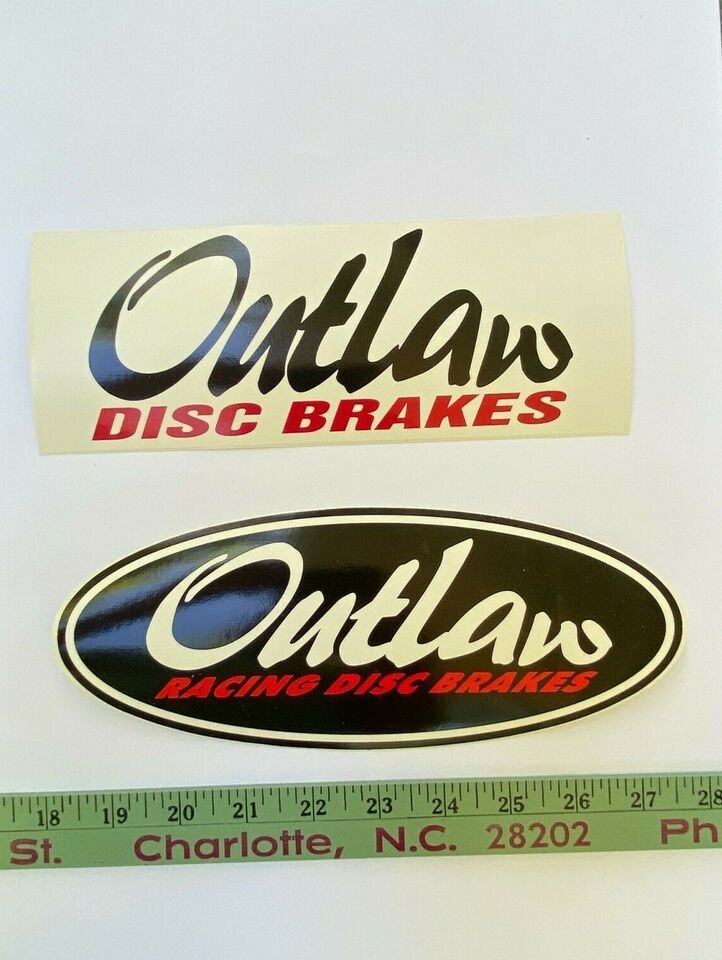 Outlaw
DISC BRAKES
Outlaw
RACING DISC BRAKES
18 19 20 21 22 23 24 25 26 27 28
St. Charlotte, N.C. 28202 Ph